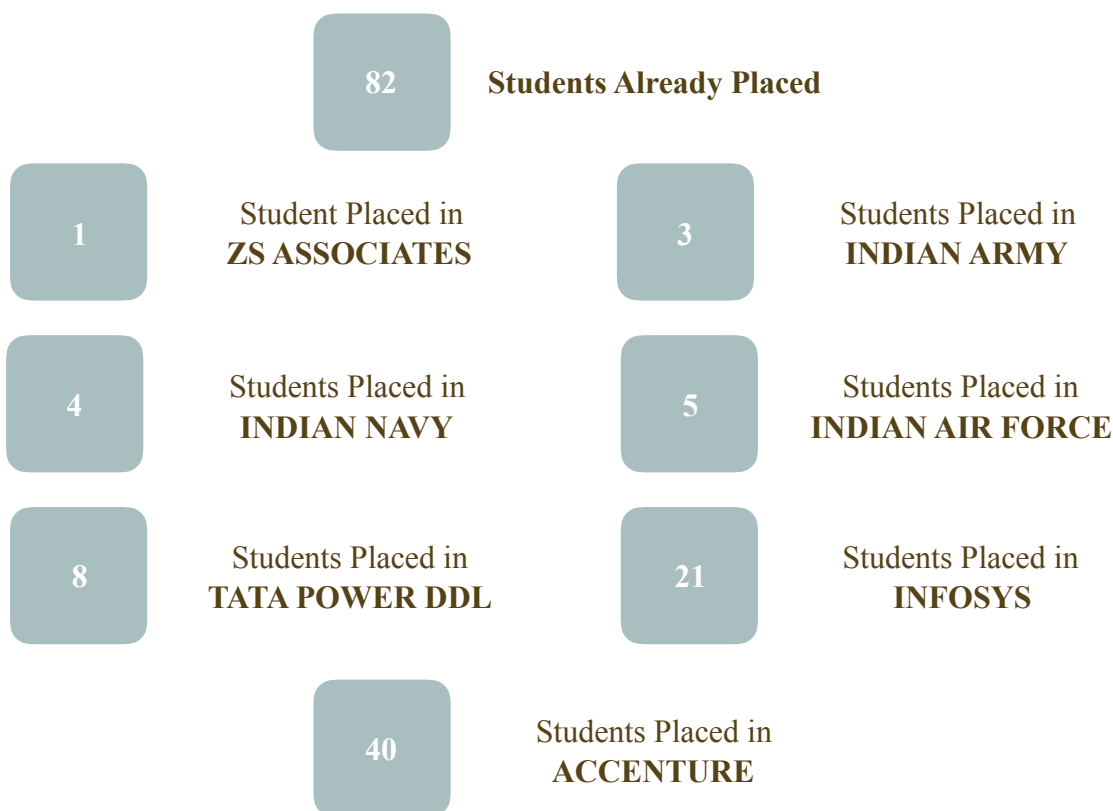 82
Students Already Placed
1
Student Placed in
ZS ASSOCIATES
3
Students Placed in
INDIAN ARMY
4
Students Placed in
INDIAN NAVY
5
Students Placed in
INDIAN AIR FORCE
8
Students Placed in
TATA POWER DDL
21
Students Placed in
INFOSYS
40
Students Placed in
ACCENTURE